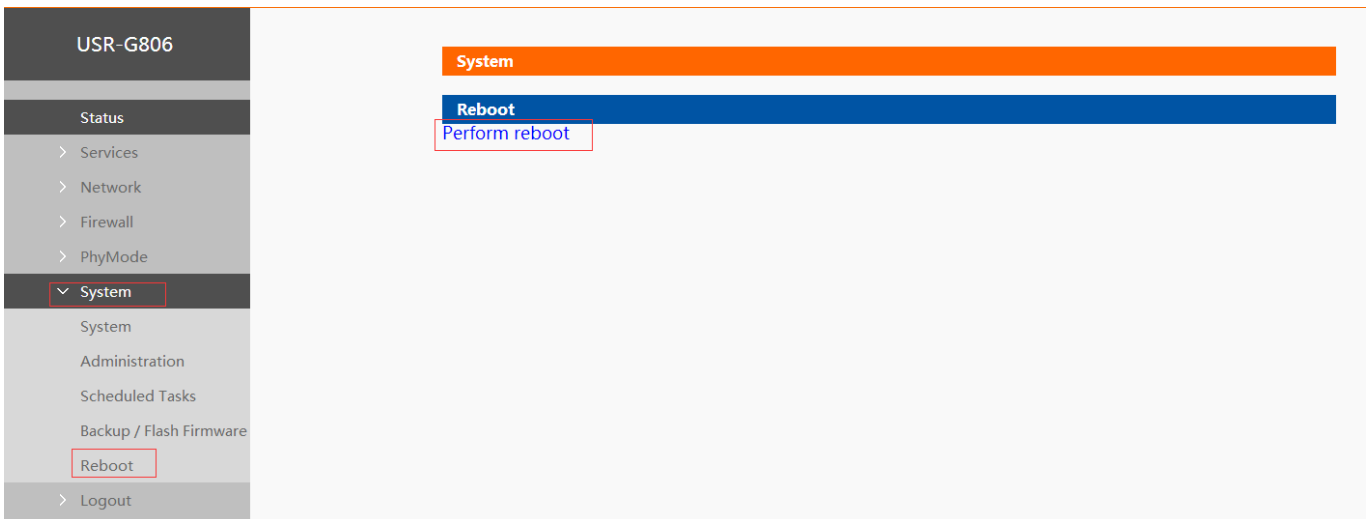 USR-G806
Status
Services
Network
Firewall
PhyMode
System
System
Administration
Scheduled Tasks
Backup / Flash Firmware
Reboot
Logout
System
Reboot
Perform reboot